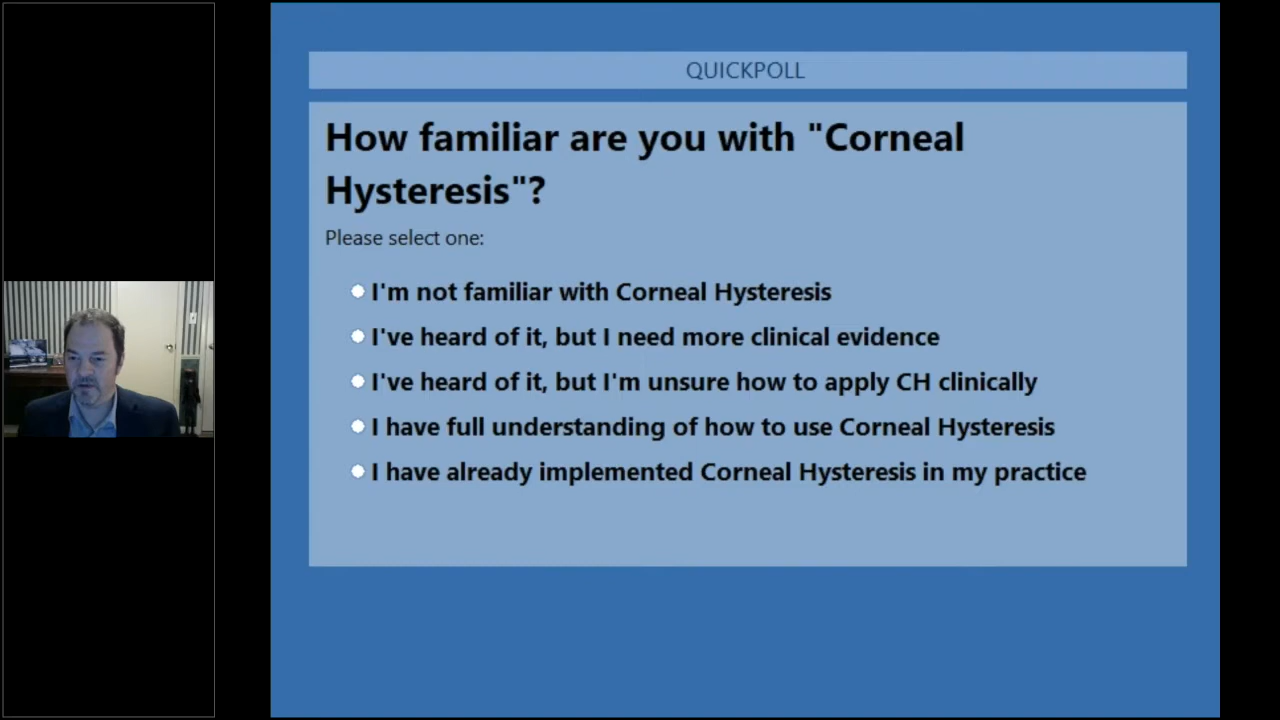 QUICKPOLL
How familiar are you with "Corneal
Hysteresis"?
Please select one:
I'm not familiar with Corneal Hysteresis
I've heard of it, but I need more clinical evidence
I've heard of it, but I'm unsure how to apply CH clinically
I have full understanding of how to use Corneal Hysteresis
I have already implemented Corneal Hysteresis in my practice